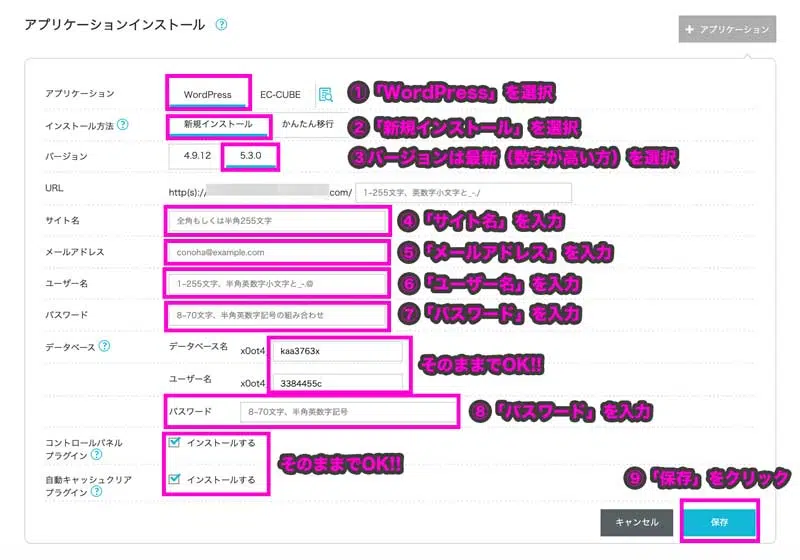 アプリケーションインストール ?
+ アプリケーション
アプリケーション WordPress EC-CUBE ①「WordPress」を選択
インストール方法 ? 新規インストール かんたん移行 ②「新規インストール」を選択
バージョン 4.9.12 5.3.0 ③バージョンは最新（数字が高い方）を選択
URL http(s):// .com/ 1-255文字、英数字小文字と_-./
サイト名 全角もしくは半角255文字 ④「サイト名」を入力
メールアドレス conoha@example.com ⑤「メールアドレス」を入力
ユーザー名 1-255文字、半角英数字小文字と_-.@ ⑥「ユーザー名」を入力
パスワード 8-70文字、半角英数字記号の組み合わせ ⑦「パスワード」を入力
データベース ? データベース名 x0ot4_ kaa3763x そのままでOK!!
ユーザー名 x0ot4_ 3384455c
パスワード 8-70文字、半角英数字記号 ⑧「パスワード」を入力
コントロールパネル
プラグイン ? インストールする そのままでOK!!
自動キャッシュクリア
プラグイン ? インストールする
⑨「保存」をクリック
キャンセル 保存